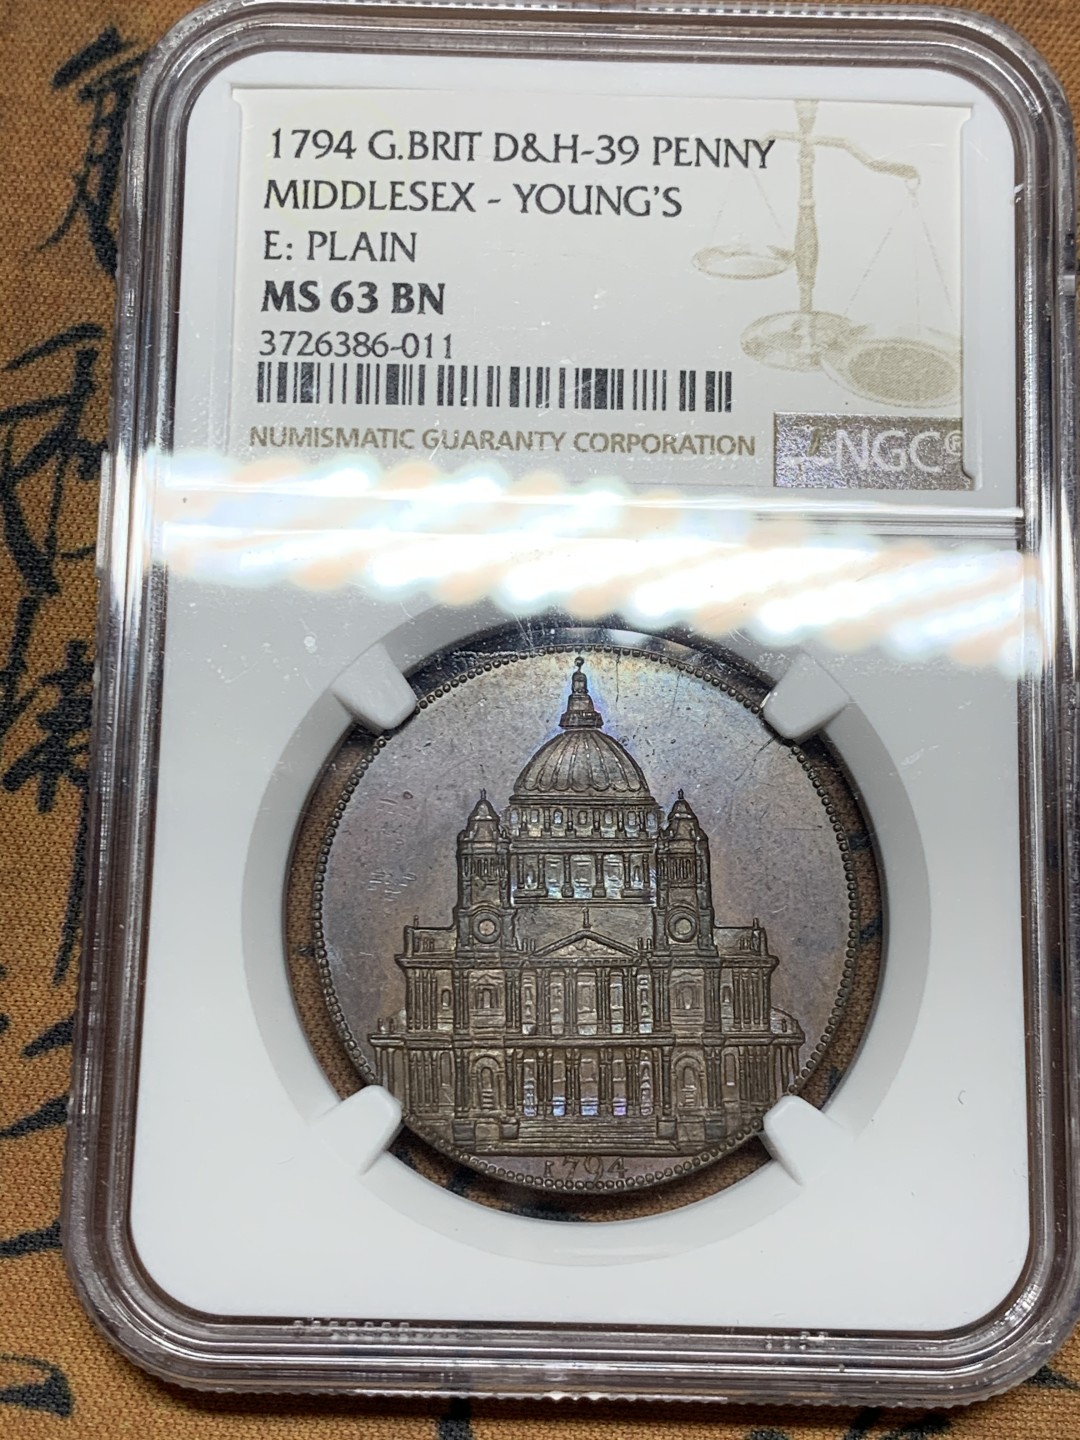 1794 G.BRIT D&H-39 PENNY
MIDDLESEX - YOUNG'S
E: PLAIN
MS 63 BN
3726386-011
NUMISMATIC GUARANTY CORPORATION
NGC®
1794